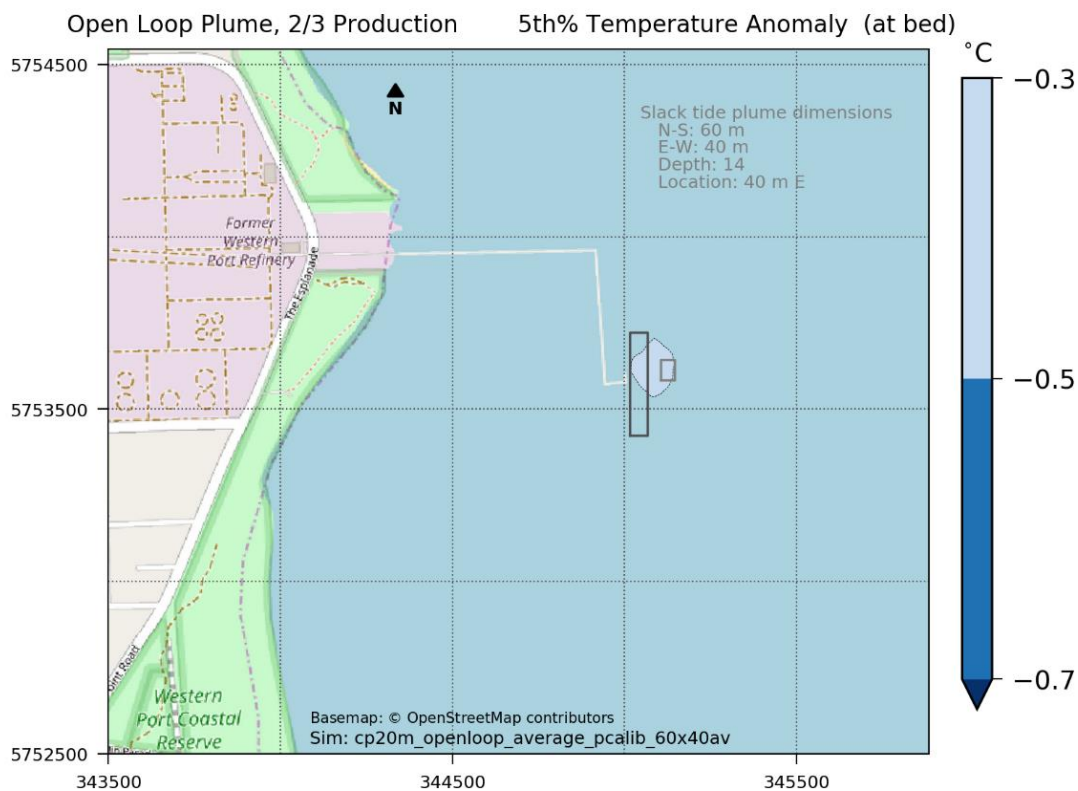 Open Loop Plume, 2/3 Production 5th% Temperature Anomaly (at bed)
°C
5754500
−0.3
N
Slack tide plume dimensions
N-S: 60 m
E-W: 40 m
Depth: 14
Location: 40 m E
Former
Western
Port Refinery
The Esplanade
−0.5
5753500
−0.7
oint Road
Western
Port Coastal
Reserve
Basemap: © OpenStreetMap contributors
Sim: cp20m_openloop_average_pcalib_60x40av
5752500
343500
344500
345500